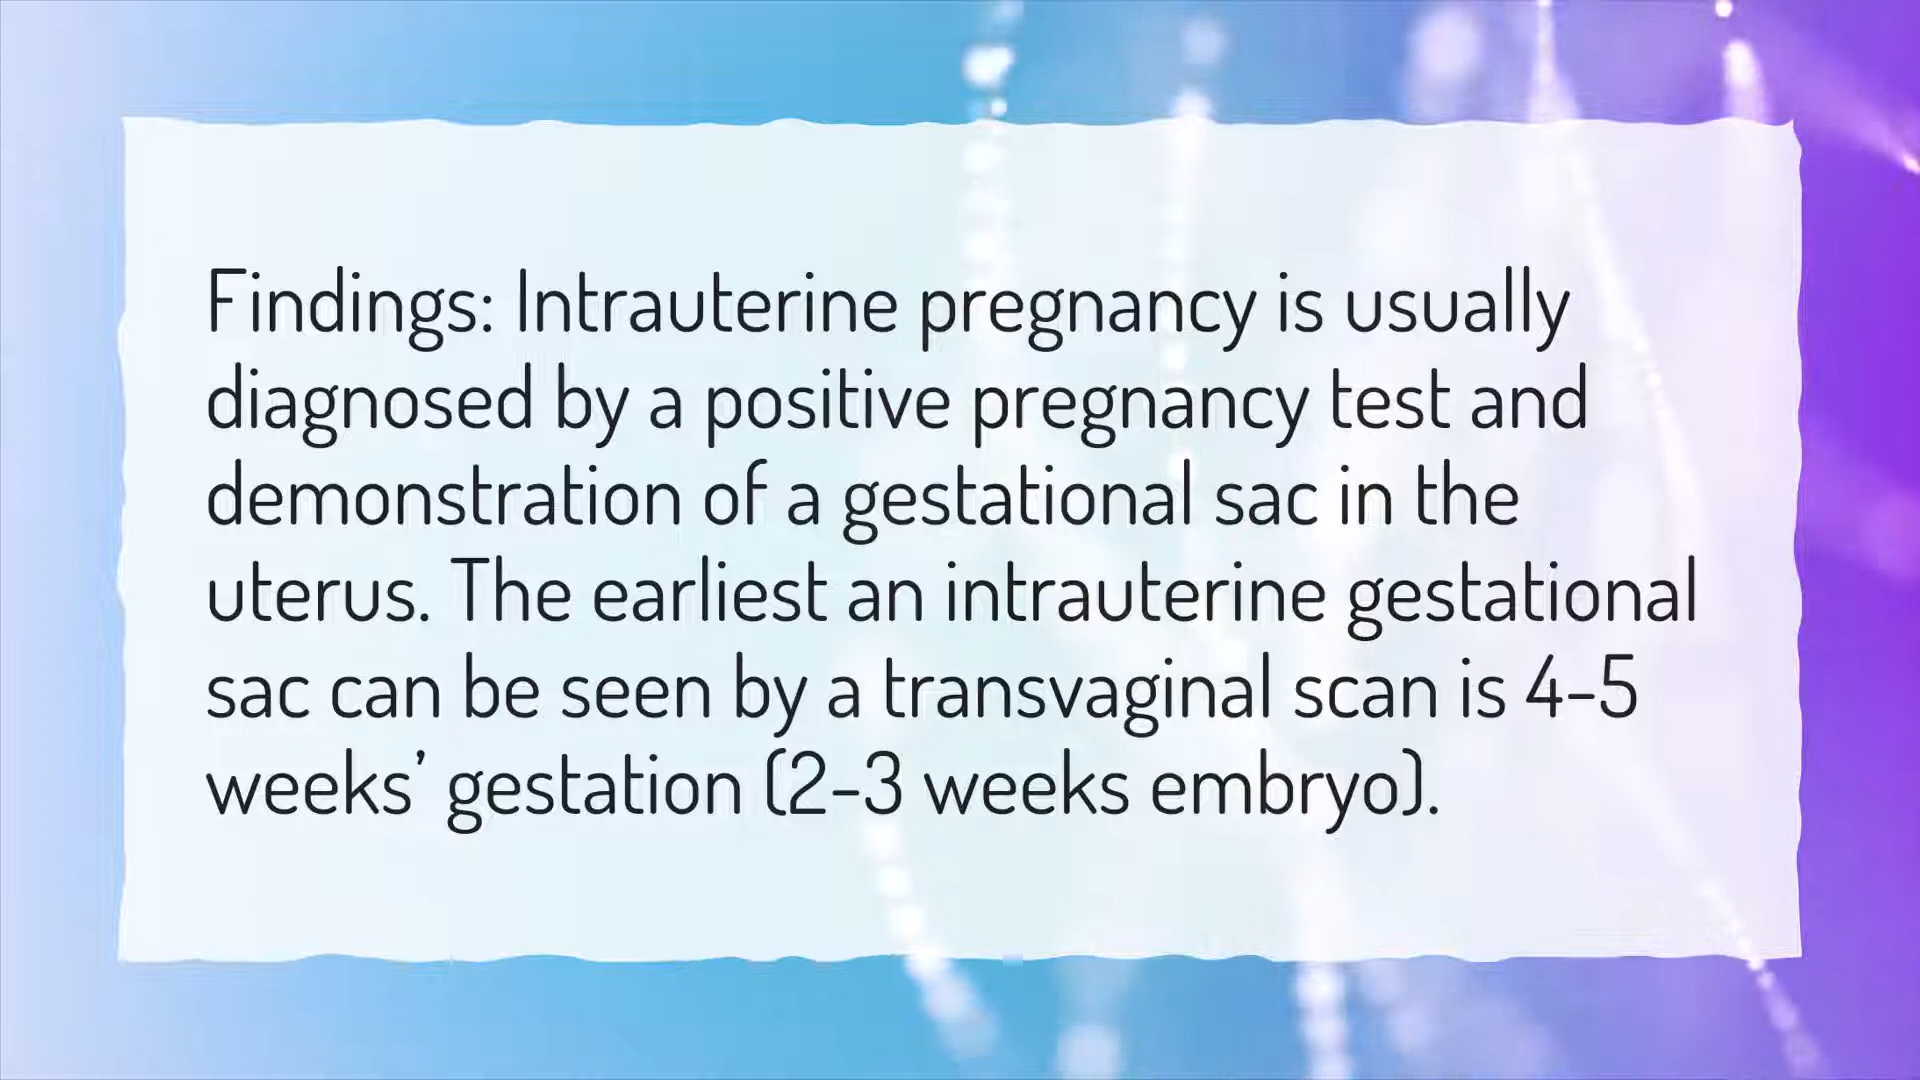 Findings: Intrauterine pregnancy is usually
diagnosed by a positive pregnancy test and
demonstration of a gestational sac in the
uterus. The earliest an intrauterine gestational
sac can be seen by a transvaginal scan is 4-5
weeks’ gestation (2-3 weeks embryo).